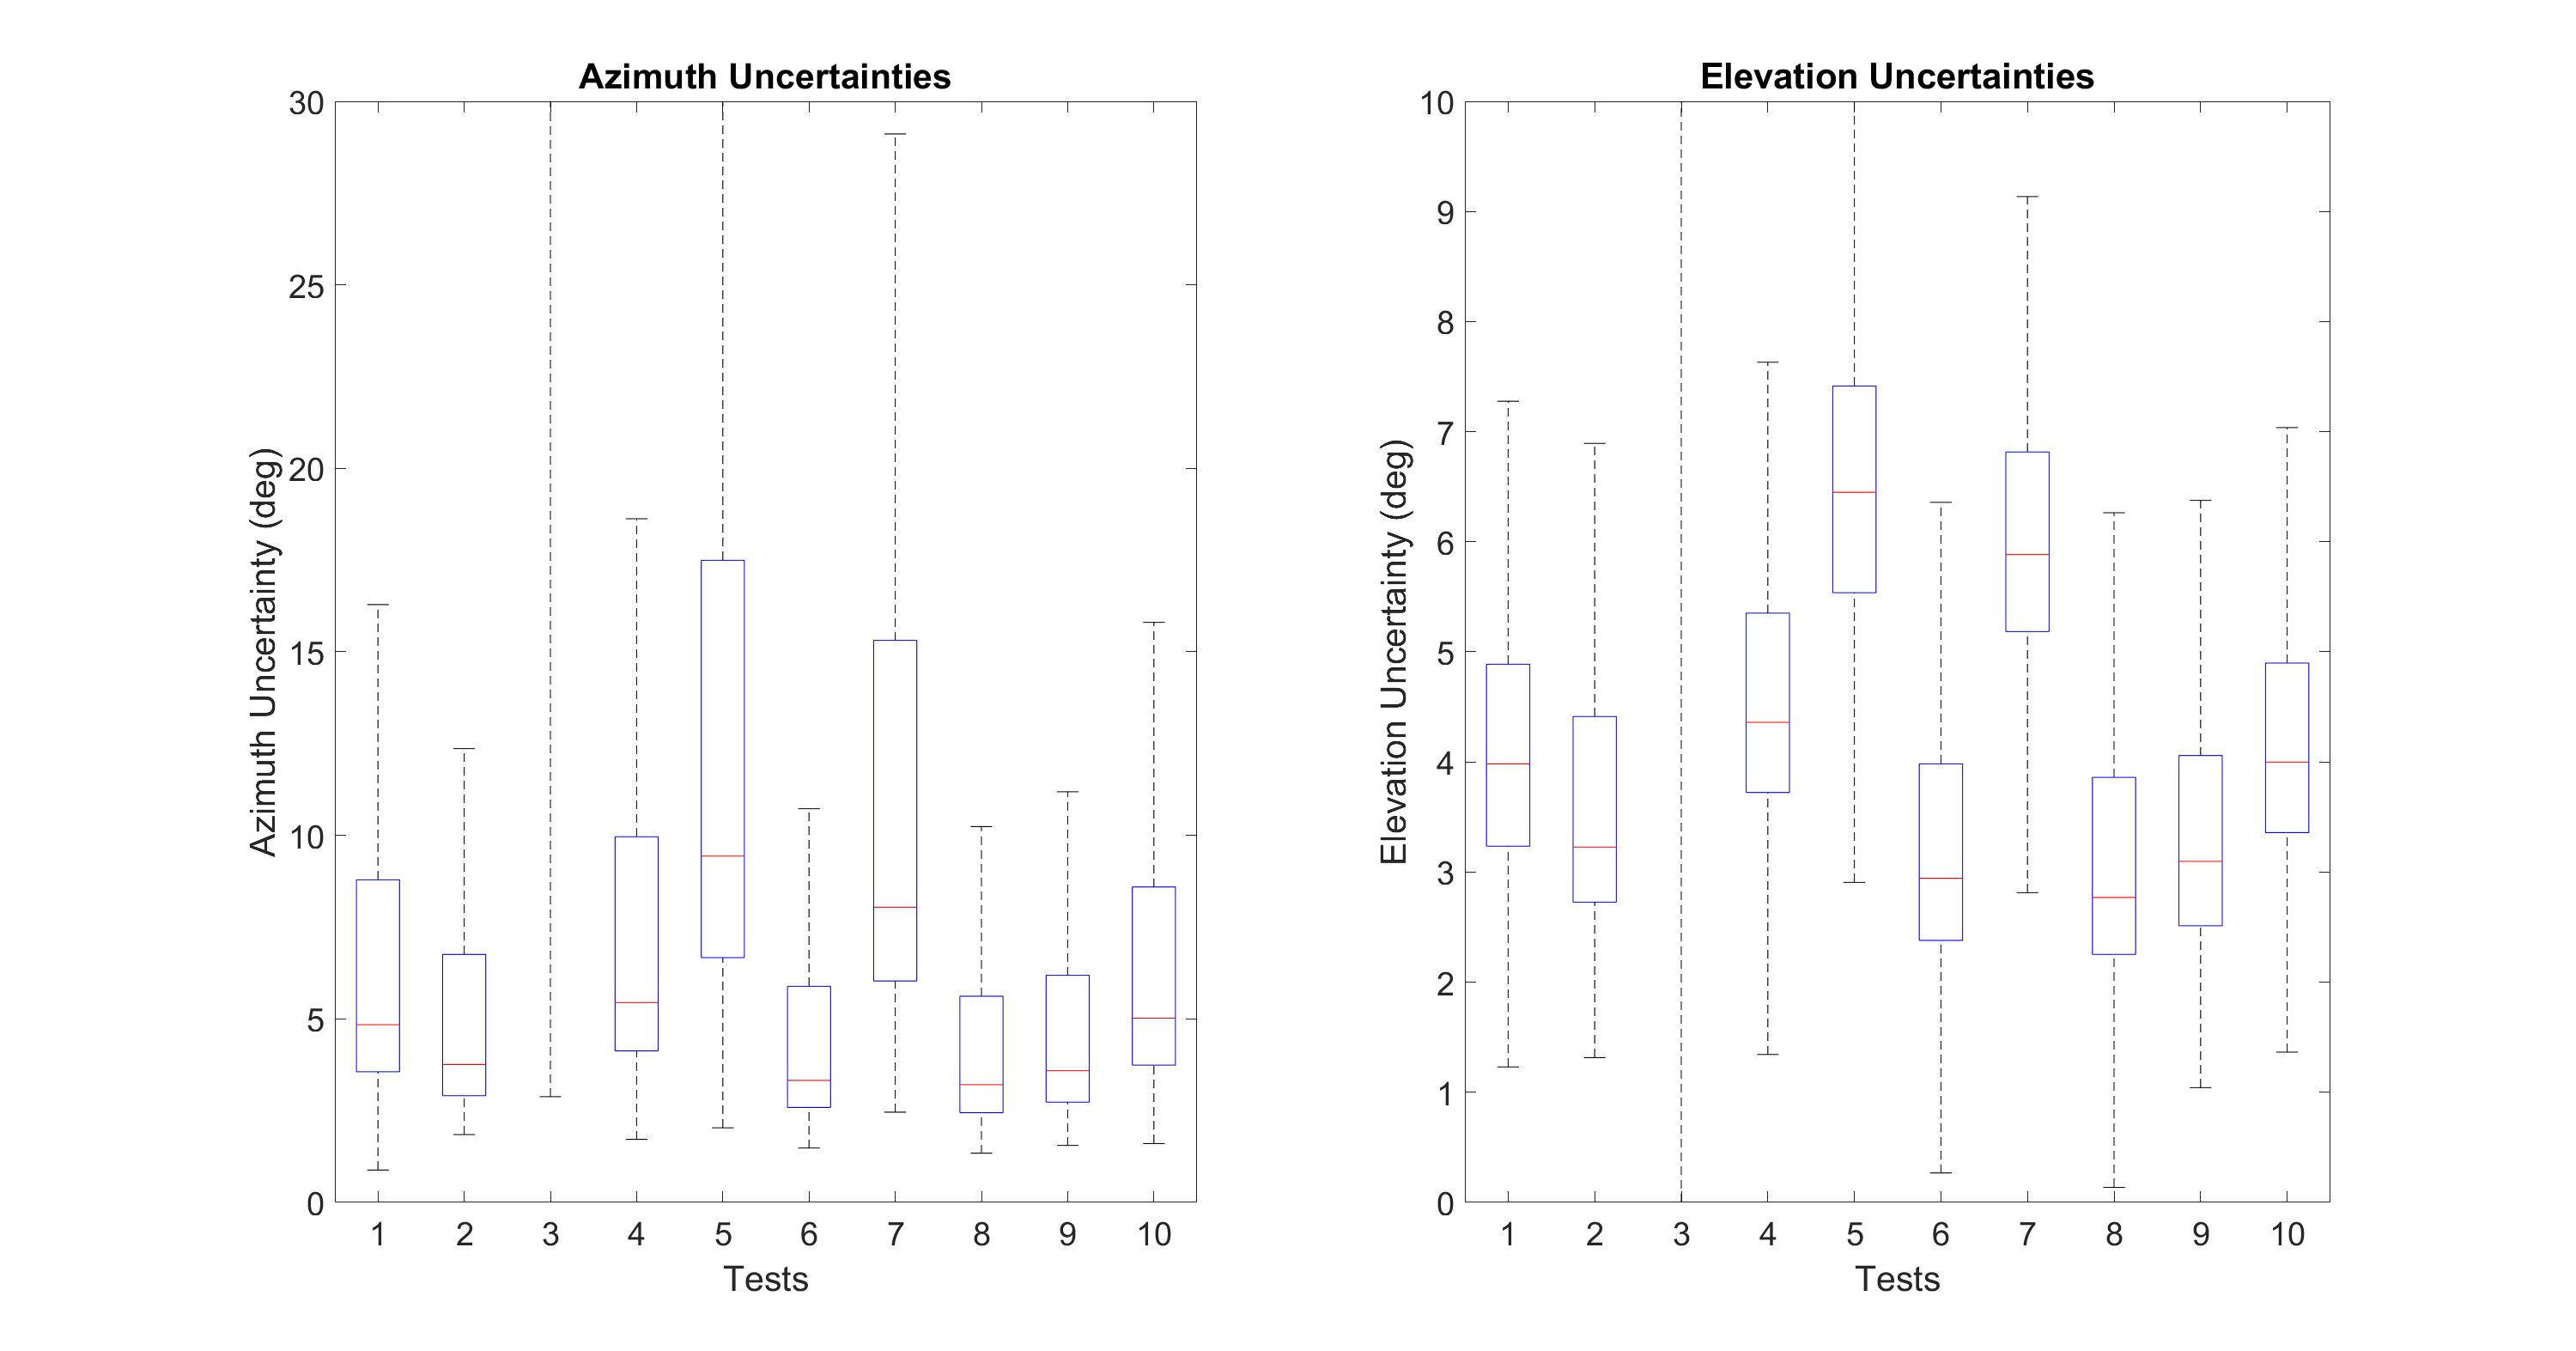 Azimuth Uncertainties
30
25
20
15
10
5
0
Azimuth Uncertainty (deg)
1 2 3 4 5 6 7 8 9 10
Tests
Elevation Uncertainties
10
9
8
7
6
5
4
3
2
1
0
Elevation Uncertainty (deg)
1 2 3 4 5 6 7 8 9 10
Tests